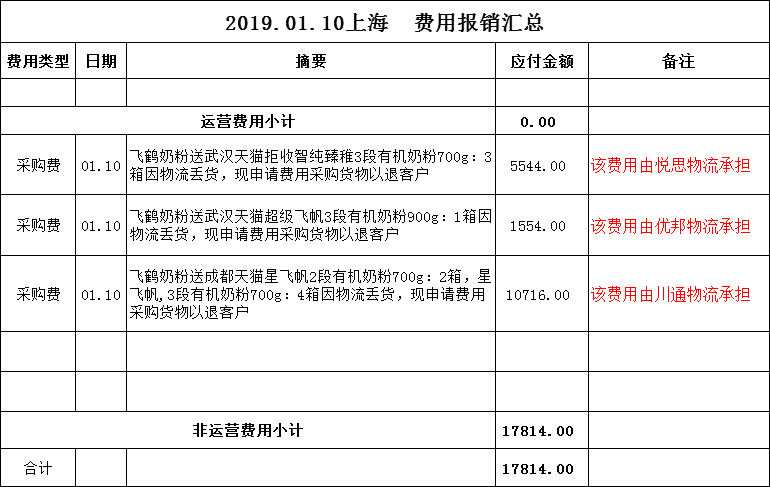 2019.01.10上海 费用报销汇总
费用类型 日期 摘要 应付金额 备注
运营费用小计 0.00
采购费 01.10 飞鹤奶粉送武汉天猫拒收智纯臻稚3段有机奶粉700g：3 5544.00 该费用由悦思物流承担
箱因物流丢货，现申请费用采购货物以退客户
采购费 01.10 飞鹤奶粉送武汉天猫超级飞帆3段有机奶粉900g：1箱因 1554.00 该费用由优邦物流承担
物流丢货，现申请费用采购货物以退客户
飞鹤奶粉送成都天猫星飞帆2段有机奶粉700g：2箱，星
采购费 01.10 飞帆,3段有机奶粉700g：4箱因物流丢货，现申请费用 10716.00 该费用由川通物流承担
采购货物以退客户
非运营费用小计 17814.00
合计 17814.00